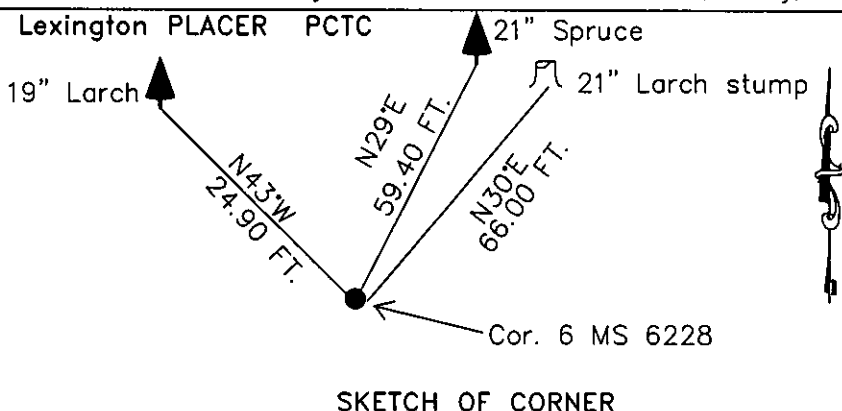 Lexington PLACER PCTC
21" Spruce
19" Larch
21" Larch stump
N43°W
24.90 FT.
N29°E
59.40 FT.
N30°E
66.00 FT.
Cor. 6 MS 6228
SKETCH OF CORNER